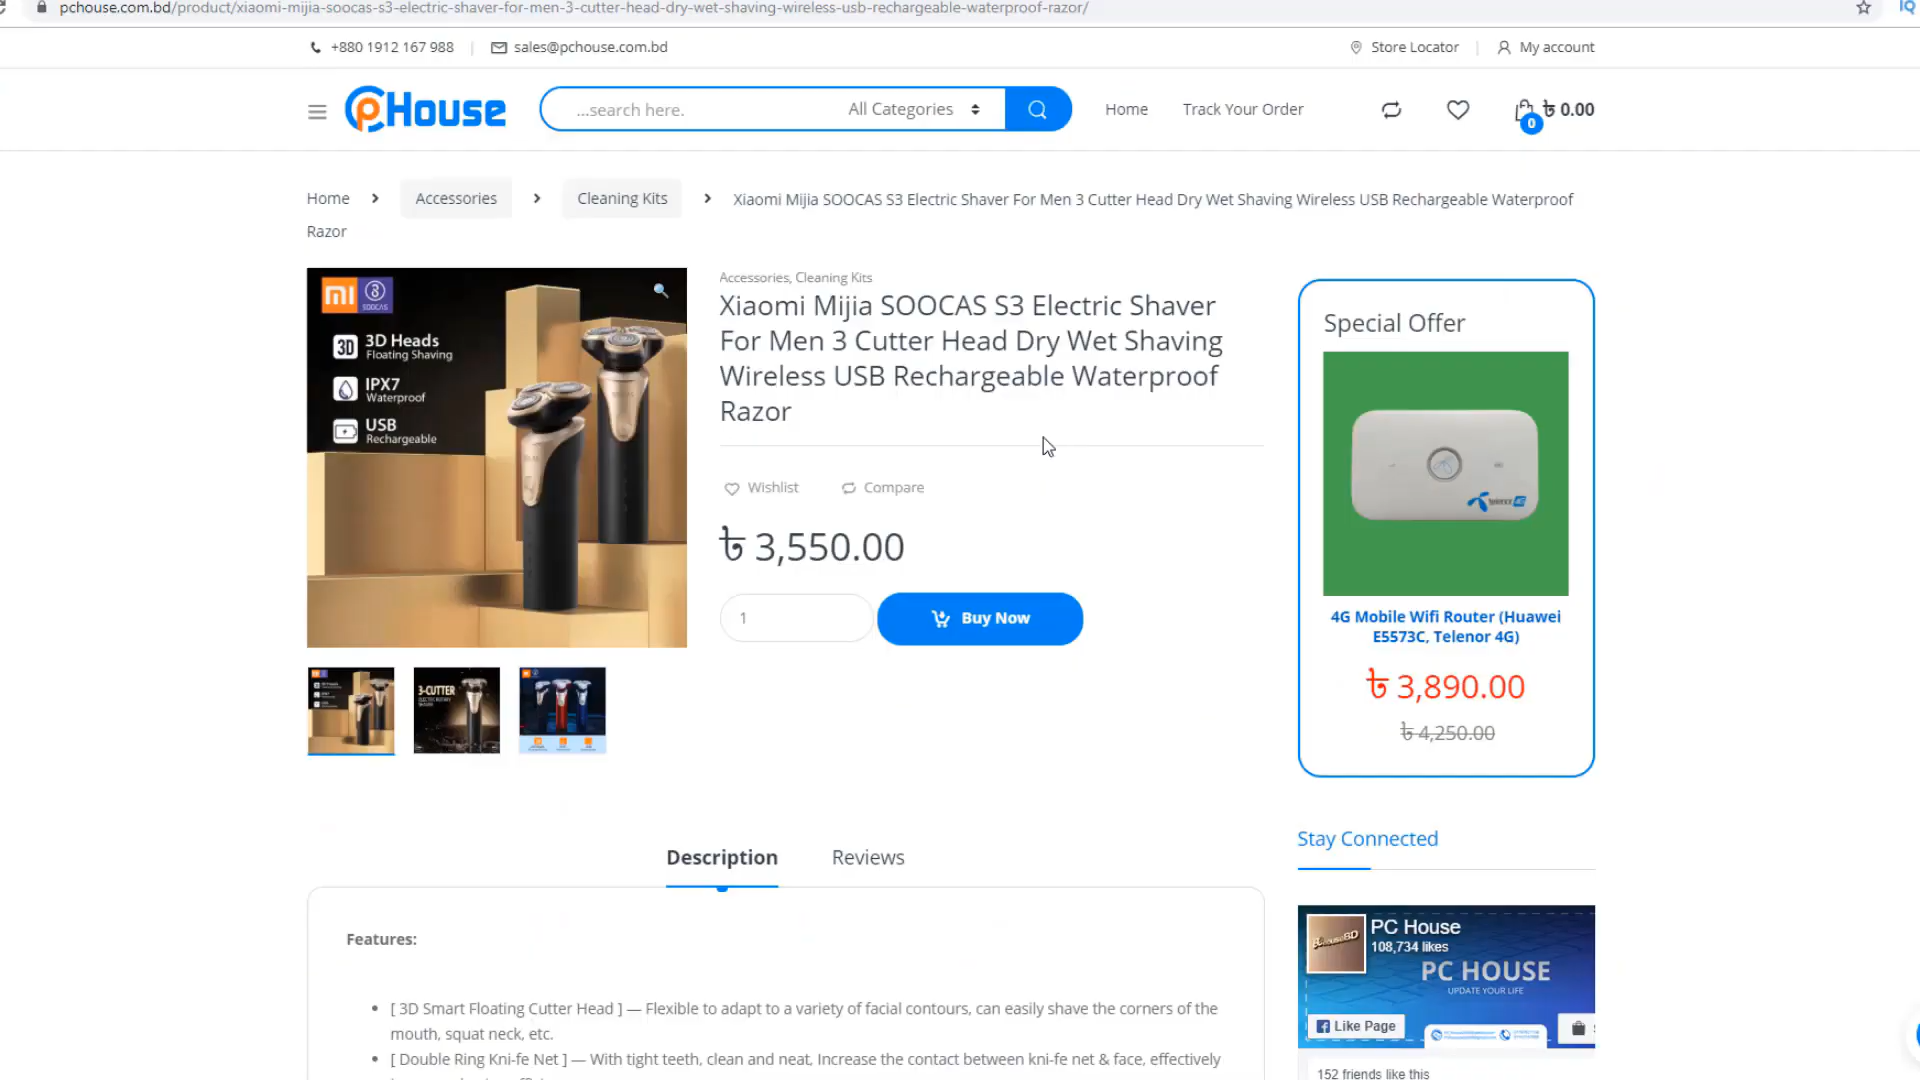 pchouse.com.bd/product/xiaomi-mijia-soocas-s3-electric-shaver-for-men-3-cutter-head-dry-wet-shaving-wireless-usb-rechargeable-waterproof-razor/
+880 1912 167 988
sales@pchouse.com.bd
Store Locator
My account
PHouse
...search here.
All Categories
Home
Track Your Order
0
৳ 0.00
Home
Accessories
Cleaning Kits
Xiaomi Mijia SOOCAS S3 Electric Shaver For Men 3 Cutter Head Dry Wet Shaving Wireless USB Rechargeable Waterproof
Razor
mi
SOOCAS
3D
3D Heads
Floating Shaving
IPX7
Waterproof
USB
Rechargeable
Accessories, Cleaning Kits
Xiaomi Mijia SOOCAS S3 Electric Shaver
For Men 3 Cutter Head Dry Wet Shaving
Wireless USB Rechargeable Waterproof
Razor
Wishlist
Compare
৳ 3,550.00
1
Buy Now
3-CUTTER
Special Offer
telenor 4G
4G Mobile Wifi Router (Huawei
E5573C, Telenor 4G)
৳ 3,890.00
৳ 4,250.00
Stay Connected
PC House
108,734 likes
PC HOUSE
UPDATE YOUR LIFE
Like Page
152 friends like this
Description
Reviews
Features:
[ 3D Smart Floating Cutter Head ] — Flexible to adapt to a variety of facial contours, can easily shave the corners of the
mouth, squat neck, etc.
[ Double Ring Kni-fe Net ] — With tight teeth, clean and neat, Increase the contact between kni-fe net & face, effectively